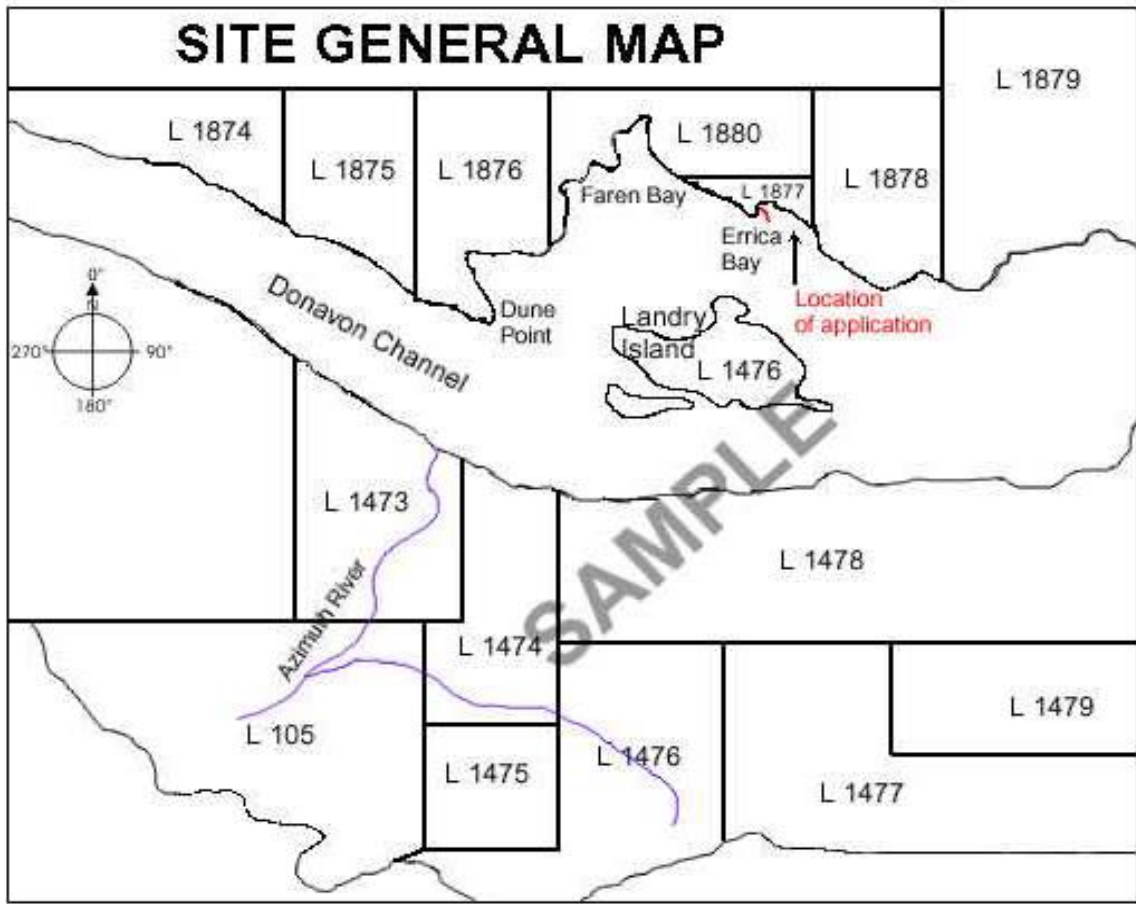 SITE GENERAL MAP
L 1879
L 1874
L 1880
L 1875
L 1876
L 1878
Faren Bay
L 1877
Errica
Bay
0°
N
270°
90°
180°
Donavon Channel
Dune
Point
Location
of application
Landry
Island
L 1476
SAMPLE
L 1473
L 1478
Azimuth River
L 1474
L 1479
L 105
L 1476
L 1475
L 1477